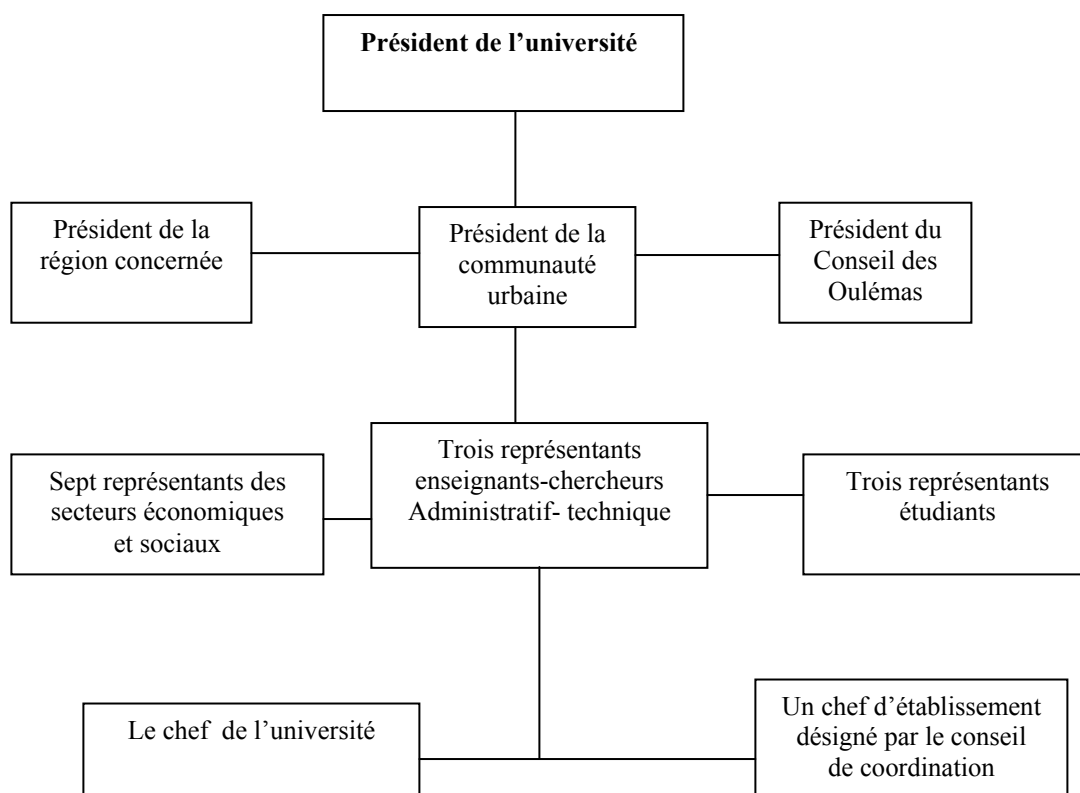 Président de l’université
Président de la
région concernée
Président de la
communauté
urbaine
Président du
Conseil des
Oulémas
Sept représentants des
secteurs économiques
et sociaux
Trois représentants
enseignants-chercheurs
Administratif- technique
Trois représentants
étudiants
Le chef de l’université
Un chef d’établissement
désigné par le conseil
de coordination